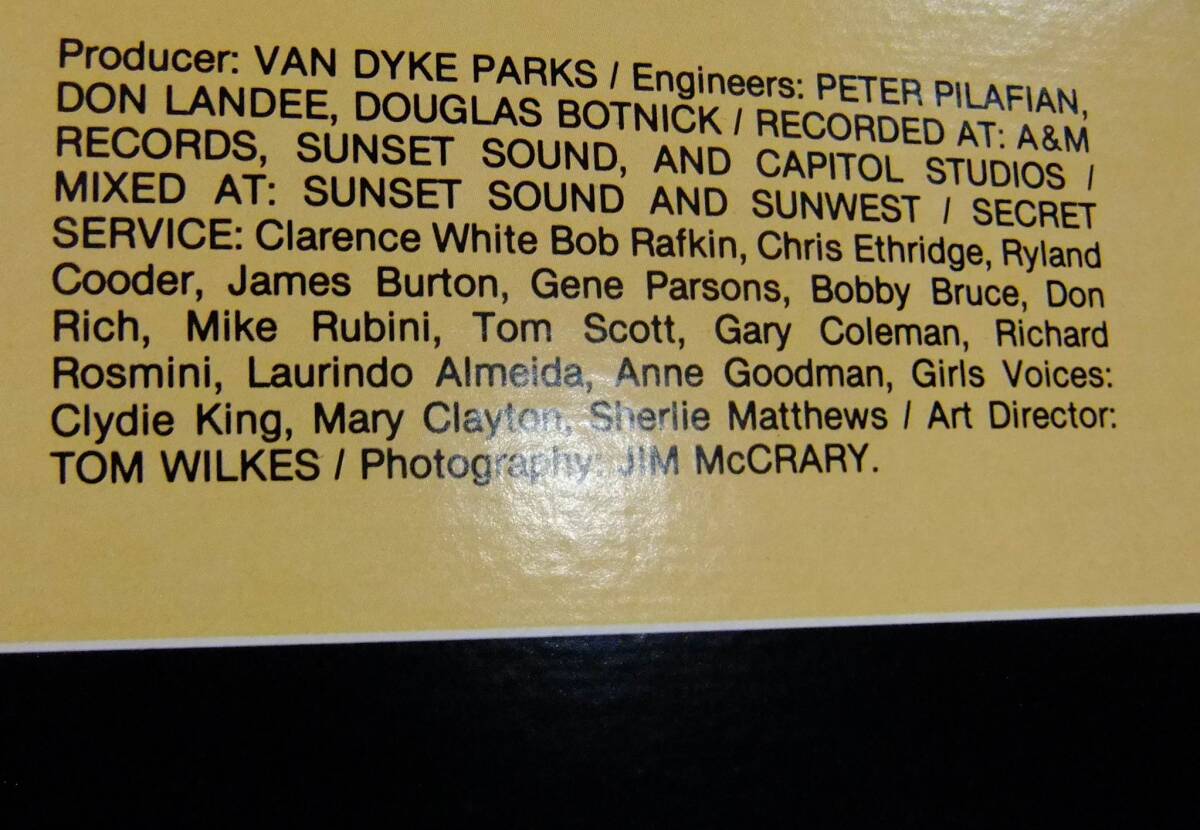 Producer: VAN DYKE PARKS / Engineers: PETER PILAFIAN,
DON LANDEE, DOUGLAS BOTNICK / RECORDED AT: A&M
RECORDS, SUNSET SOUND, AND CAPITOL STUDIOS /
MIXED AT: SUNSET SOUND AND SUNWEST / SECRET
SERVICE: Clarence White Bob Rafkin, Chris Ethridge, Ryland
Cooder, James Burton, Gene Parsons, Bobby Bruce, Don
Rich, Mike Rubini, Tom Scott, Gary Coleman, Richard
Rosmini, Laurindo Almeida, Anne Goodman, Girls Voices:
Clydie King, Mary Clayton, Sherlie Matthews / Art Director:
TOM WILKES / Photography: JIM McCRARY.